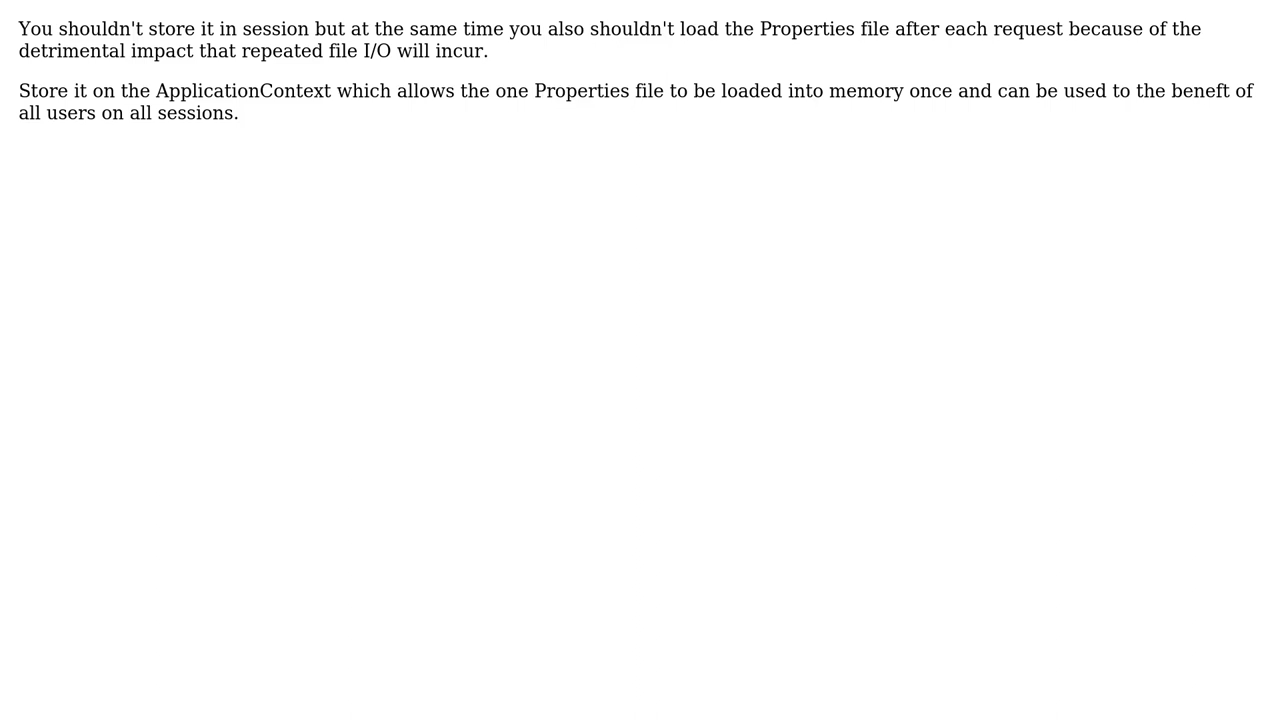 You shouldn't store it in session but at the same time you also shouldn't load the Properties file after each request because of the
detrimental impact that repeated file I/O will incur.
Store it on the ApplicationContext which allows the one Properties file to be loaded into memory once and can be used to the beneft of
all users on all sessions.